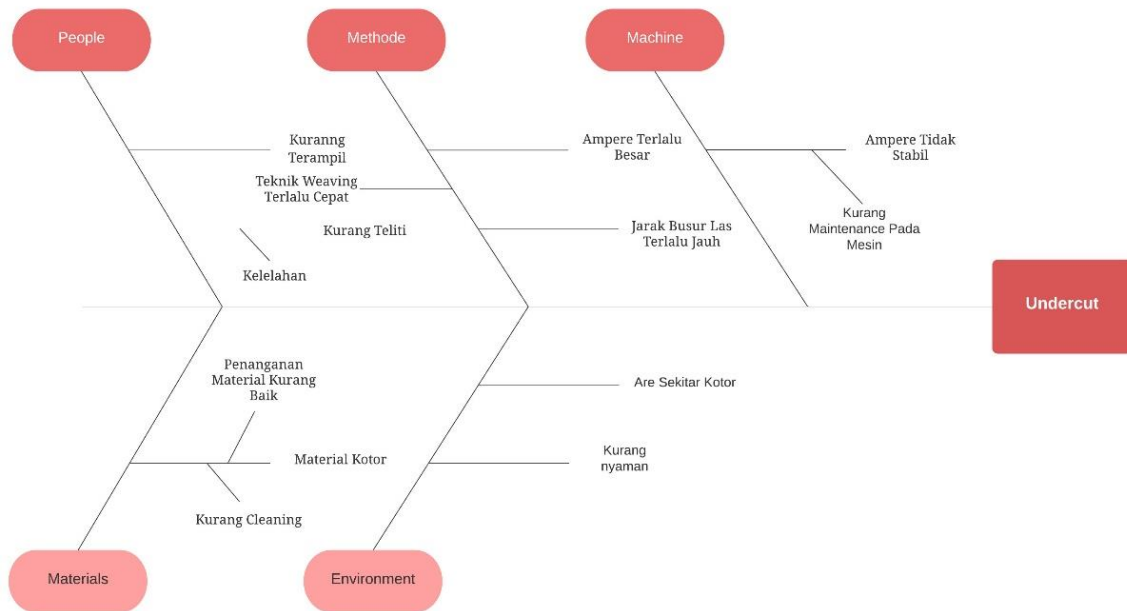 People
Methode
Machine
Kuranng
Terampil
Ampere Terlalu
Besar
Ampere Tidak
Stabil
Teknik Weaving
Terlalu Cepat
Kurang Teliti
Jarak Busur Las
Terlalu Jauh
Kurang
Maintenance Pada
Mesin
Kelelahan
Undercut
Penanganan
Material Kurang
Baik
Are Sekitar Kotor
Material Kotor
Kurang
nyaman
Kurang Cleaning
Materials
Environment